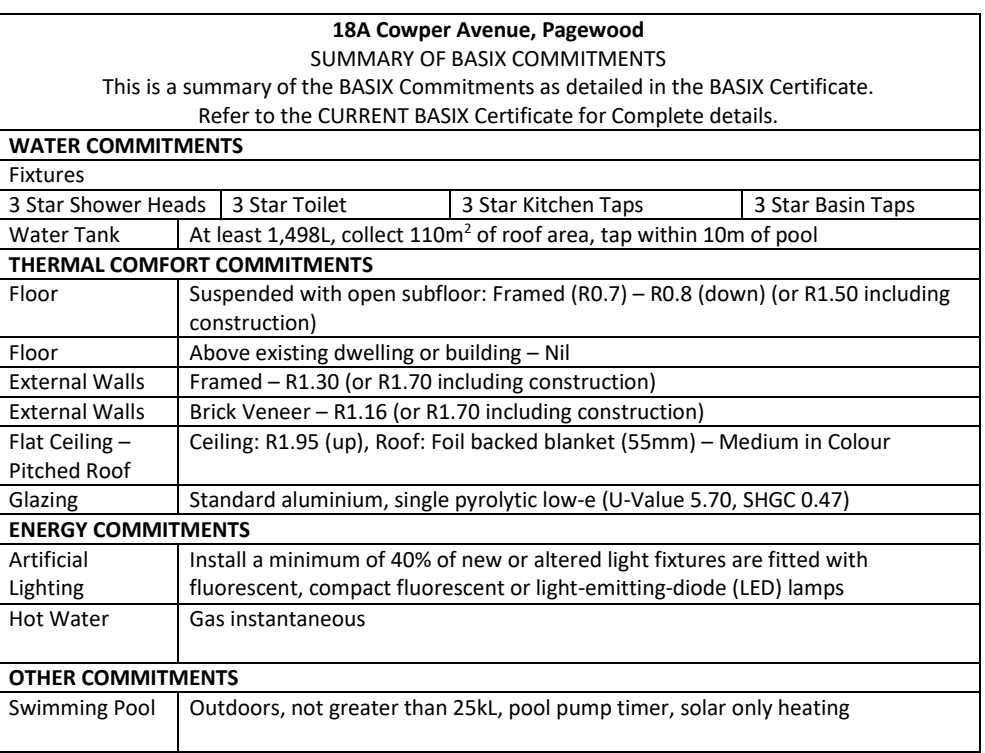 18A Cowper Avenue, Pagewood
SUMMARY OF BASIX COMMITMENTS
This is a summary of the BASIX Commitments as detailed in the BASIX Certificate.
Refer to the CURRENT BASIX Certificate for Complete details.
WATER COMMITMENTS
Fixtures
3 Star Shower Heads 3 Star Toilet 3 Star Kitchen Taps 3 Star Basin Taps
Water Tank At least 1,498L, collect 110m² of roof area, tap within 10m of pool
THERMAL COMFORT COMMITMENTS
Floor Suspended with open subfloor: Framed (R0.7) – R0.8 (down) (or R1.50 including
construction)
Floor Above existing dwelling or building – Nil
External Walls Framed – R1.30 (or R1.70 including construction)
External Walls Brick Veneer – R1.16 (or R1.70 including construction)
Flat Ceiling – Ceiling: R1.95 (up), Roof: Foil backed blanket (55mm) – Medium in Colour
Pitched Roof
Glazing Standard aluminium, single pyrolytic low-e (U-Value 5.70, SHGC 0.47)
ENERGY COMMITMENTS
Artificial Install a minimum of 40% of new or altered light fixtures are fitted with
Lighting fluorescent, compact fluorescent or light-emitting-diode (LED) lamps
Hot Water Gas instantaneous
OTHER COMMITMENTS
Swimming Pool Outdoors, not greater than 25kL, pool pump timer, solar only heating